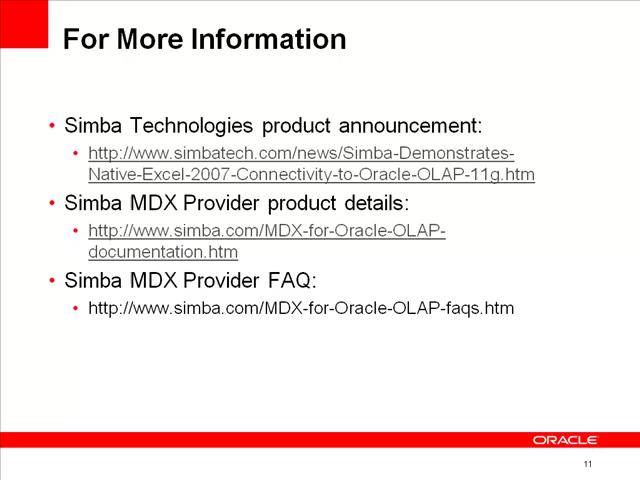 For More Information
• Simba Technologies product announcement:
• http://www.simbatech.com/news/Simba-Demonstrates-
Native-Excel-2007-Connectivity-to-Oracle-OLAP-11g.htm
• Simba MDX Provider product details:
• http://www.simba.com/MDX-for-Oracle-OLAP-
documentation.htm
• Simba MDX Provider FAQ:
• http://www.simba.com/MDX-for-Oracle-OLAP-faqs.htm
ORACLE
11